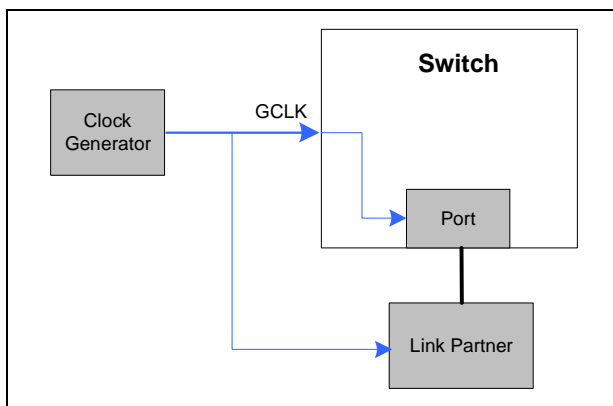 Switch
Clock
Generator
GCLK
Port
Link Partner